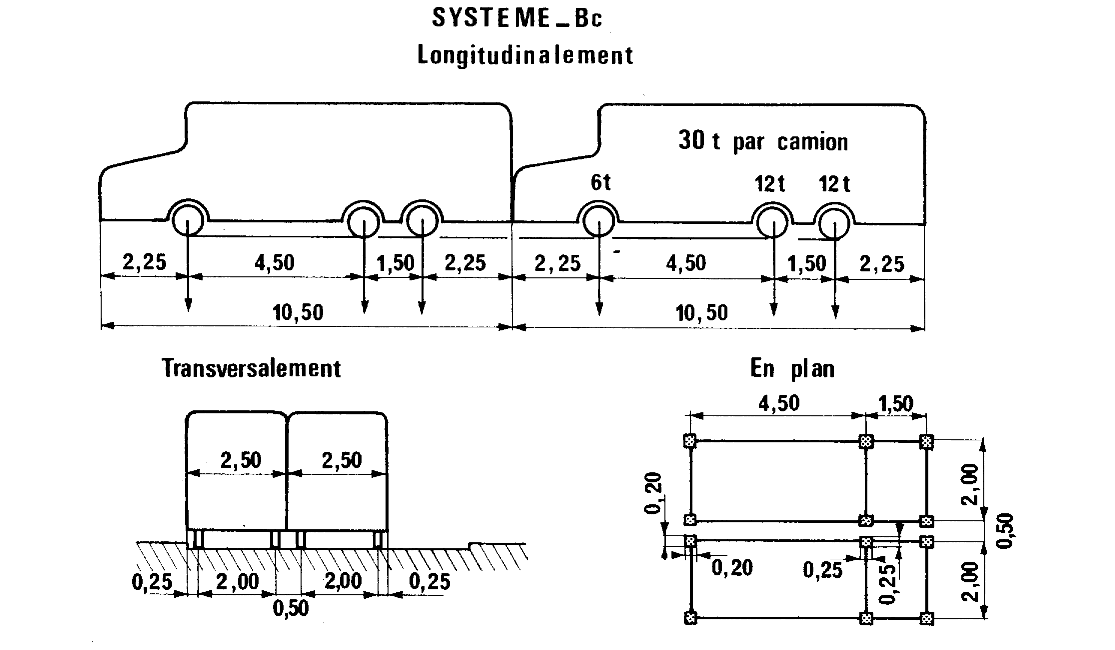 SYSTEME_Bc
Longitudinalement
30 t par camion
6t 12t 12t
2,25 4,50 1,50 2,25 2,25 4,50 1,50 2,25
10,50 10,50
Transversalement
2,50 2,50
0,25 2,00 2,00 0,25
0,50
En plan
4,50 1,50
0,20
2,00
0,50
0,20 0,25 0,25
2,00